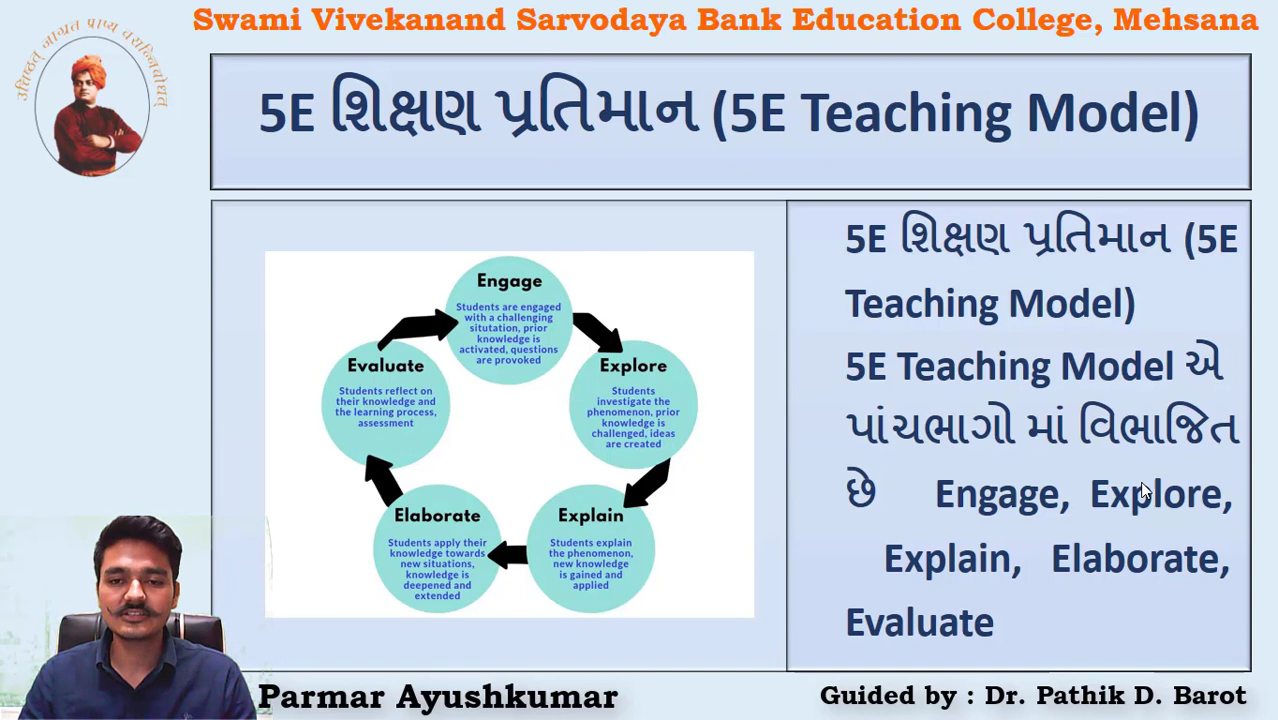 Swami Vivekanand Sarvodaya Bank Education College, Mehsana
5E શિક્ષણ પ્રતિમાન (5E Teaching Model)
Engage
Students are engaged
with a challenging
situtation, prior
knowledge is
activated, questions
are provoked
Explore
Students
investigate the
phenomenon, prior
knowledge is
challenged, ideas
are created
Explain
Students explain
the phenomenon,
new knowledge
is gained and
applied
Elaborate
Students apply their
knowledge towards
new situations,
knowledge is
deepened and
extended
Evaluate
Students reflect on
their knowledge and
the learning process,
assessment
5E શિક્ષણ પ્રતિમાન (5E
Teaching Model)
5E Teaching Model એ
પાંચભાગો માં વિભાજિત
છે Engage, Explore,
Explain, Elaborate,
Evaluate
Parmar Ayushkumar
Guided by : Dr. Pathik D. Barot